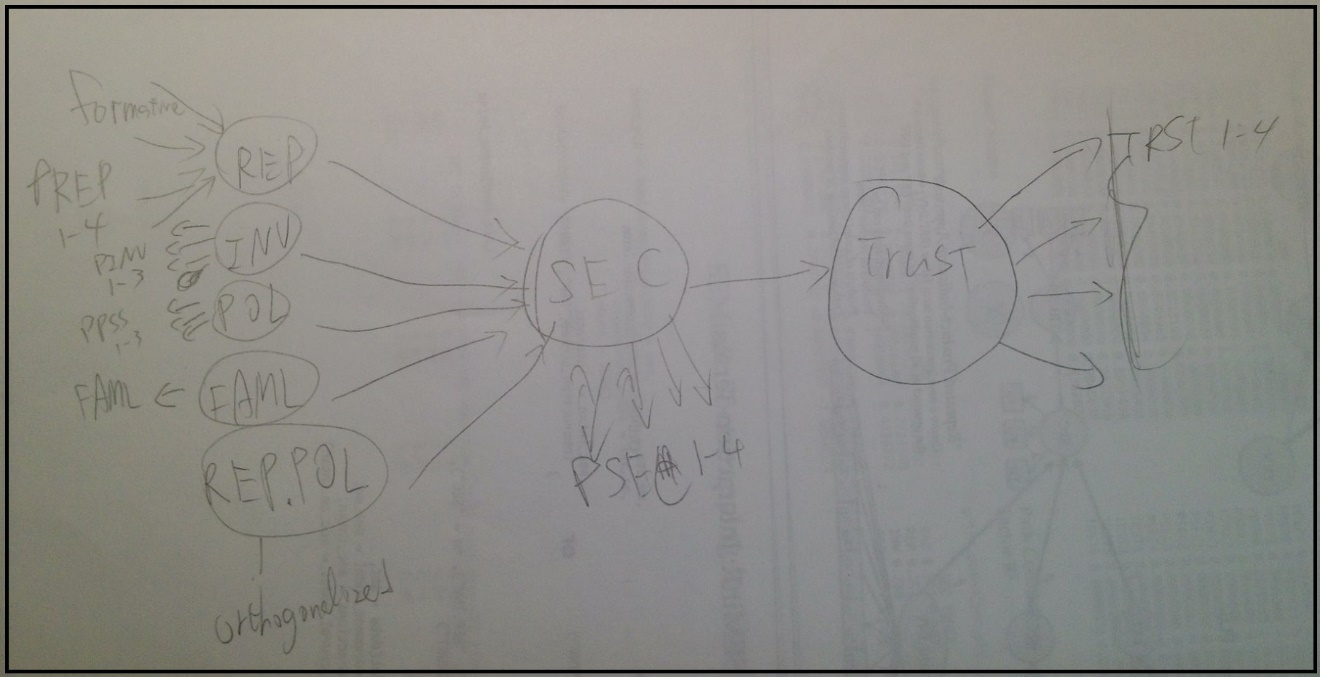 formative
REP
PREP
1-4
INV
PINV
1-3
POL
PPSS
1-3
FAML
FAML
REP.POL
orthogonalized
SEC
PSEC 1-4
Trust
TRST 1-4